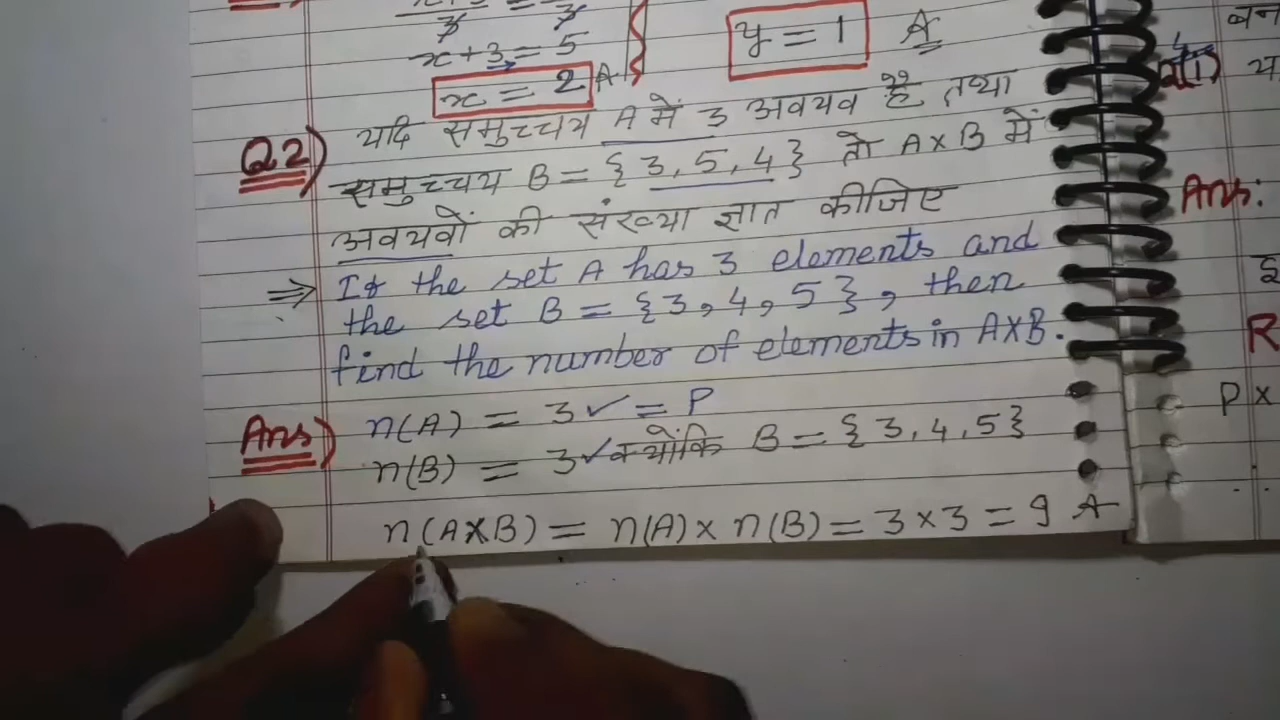 x + 3 = 5
x = 2 A
y = 1 A
Q2) यदि समुच्चय A में 3 अवयव हैं तथा
समुच्चय B = {3, 5, 4} तो A×B में
अवयवों की संख्या ज्ञात कीजिए
⇒ If the set A has 3 elements and
the set B = {3, 4, 5}, then
find the number of elements in A×B.
Ans) n(A) = 3 ✓ = P
n(B) = 3 ✓ क्योंकि B = {3, 4, 5}
n(A×B) = n(A) × n(B) = 3 × 3 = 9 A
Ans:
R
P ×